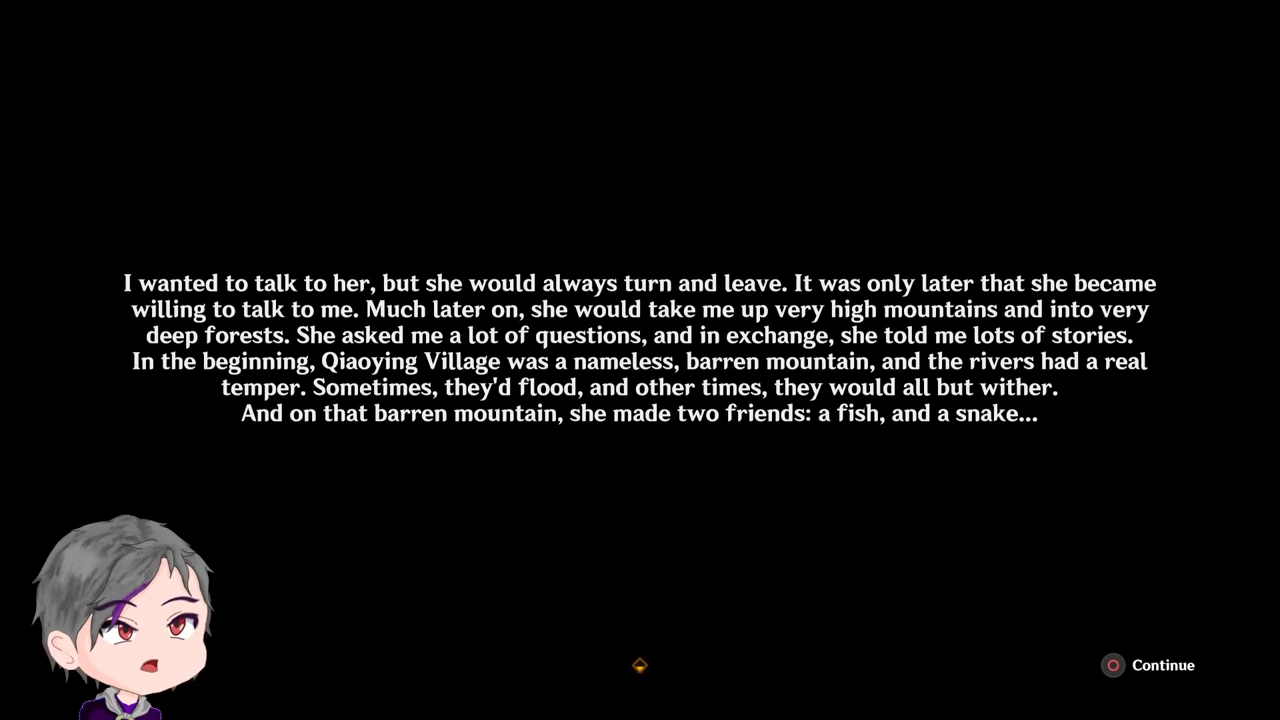 I wanted to talk to her, but she would always turn and leave. It was only later that she became
willing to talk to me. Much later on, she would take me up very high mountains and into very
deep forests. She asked me a lot of questions, and in exchange, she told me lots of stories.
In the beginning, Qiaoying Village was a nameless, barren mountain, and the rivers had a real
temper. Sometimes, they'd flood, and other times, they would all but wither.
And on that barren mountain, she made two friends: a fish, and a snake...
Continue